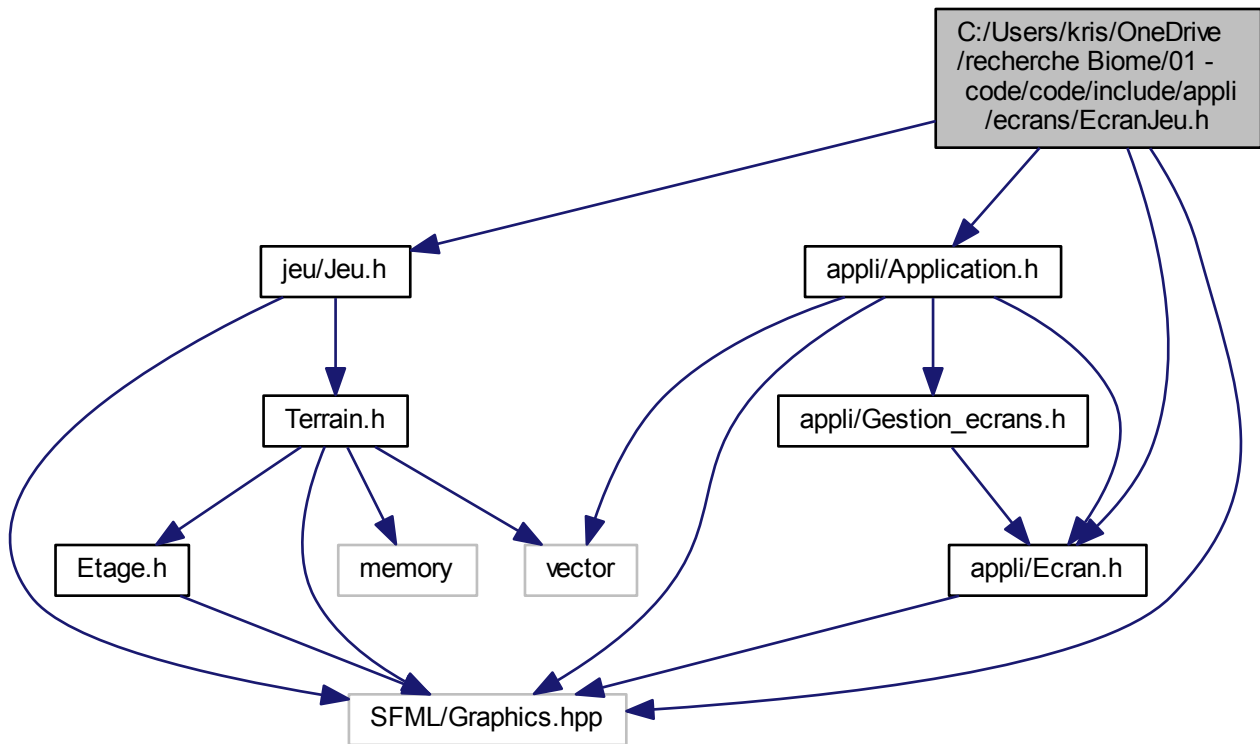 C:/Users/kris/OneDrive
/recherche Biome/01 -
code/code/include/appli
/ecrans/EcranJeu.h
jeu/Jeu.h
appli/Application.h
Terrain.h
appli/Gestion_ecrans.h
Etage.h
memory
vector
appli/Ecran.h
SFML/Graphics.hpp